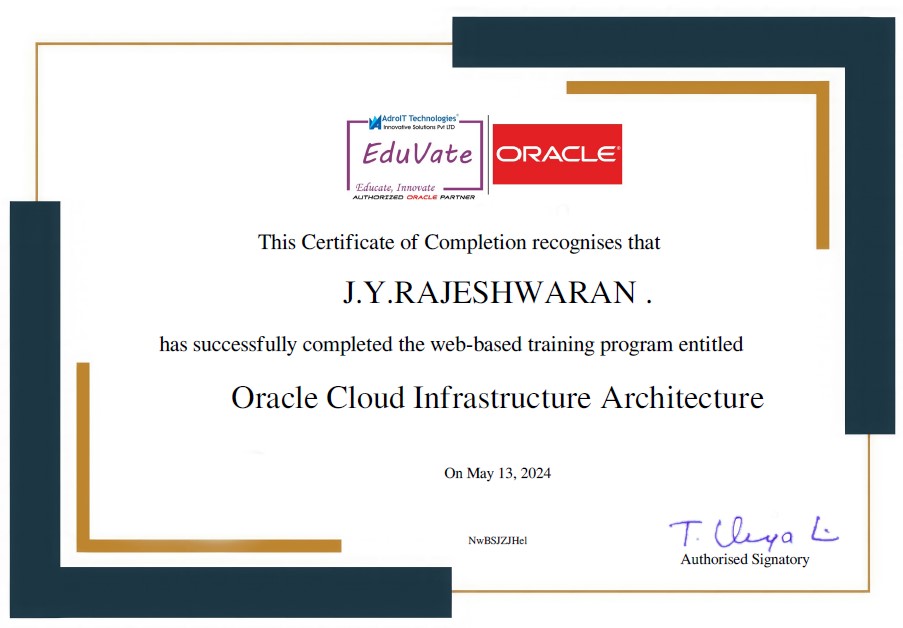 AdroIT Technologies®
Innovative Solutions Pvt LTD
EduVate
Educate, Innovate
AUTHORIZED ORACLE PARTNER
ORACLE®
This Certificate of Completion recognises that
J.Y.RAJESHWARAN .
has successfully completed the web-based training program entitled
Oracle Cloud Infrastructure Architecture
On May 13, 2024
NwBSJZJHel
Authorised Signatory